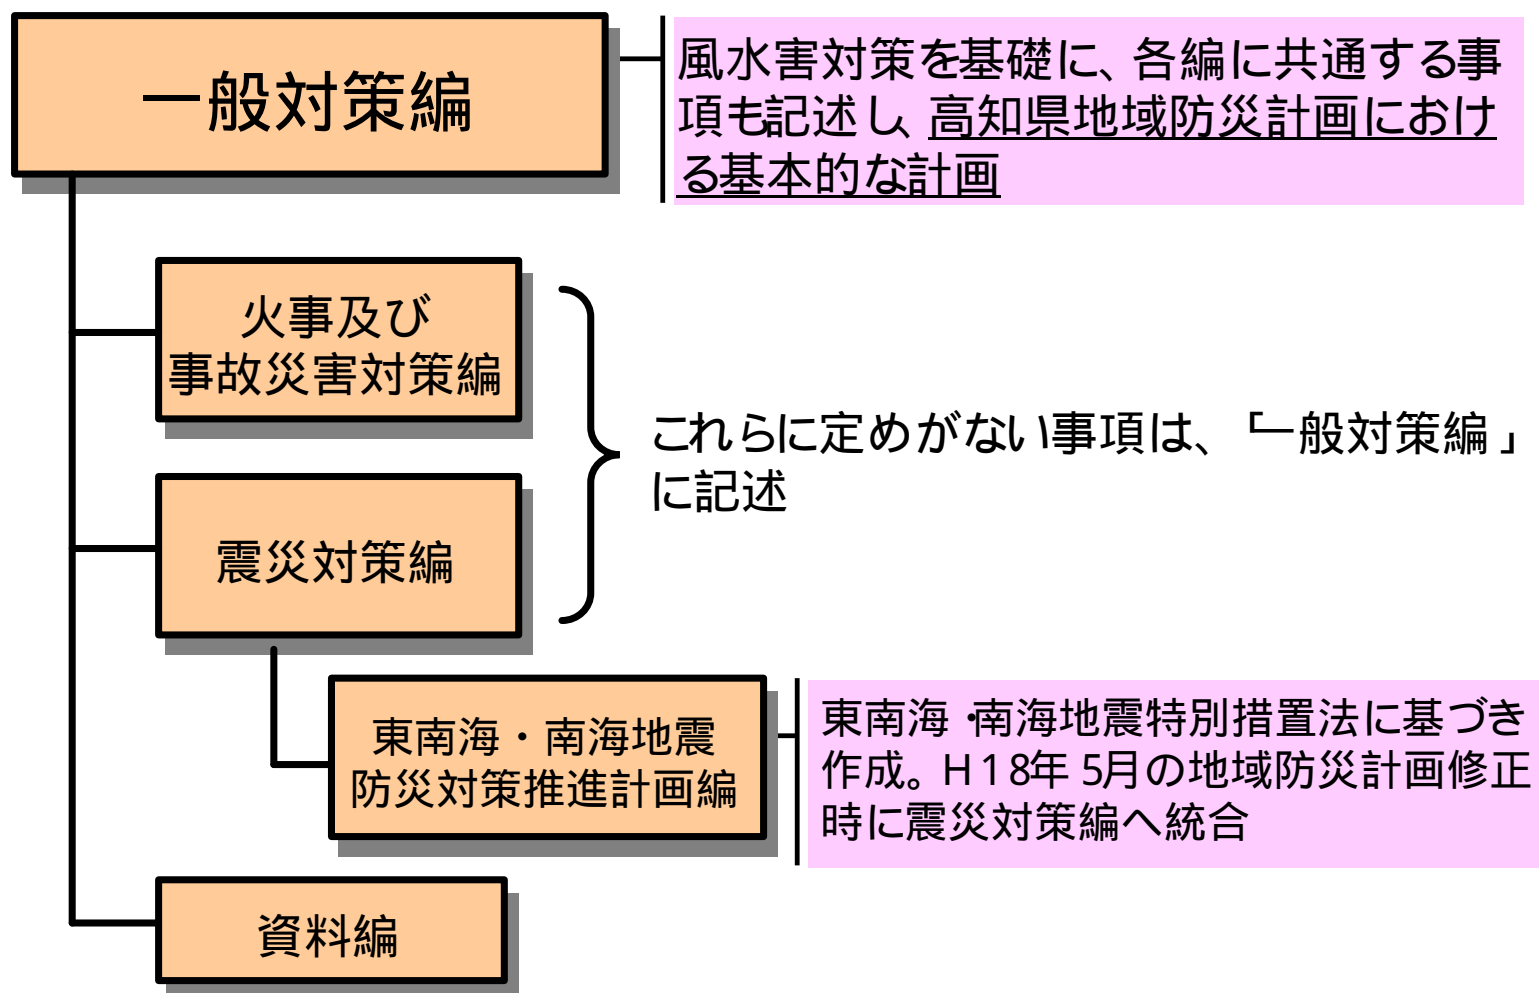 一般対策編
風水害対策を基礎に、各編に共通する事
項も記述し、高知県地域防災計画におけ
る基本的な計画
火事及び
事故災害対策編
これらに定めがない事項は、「一般対策編」
に記述
震災対策編
東南海・南海地震
防災対策推進計画編
東南海・南海地震特別措置法に基づき
作成。H18年5月の地域防災計画修正
時に震災対策編へ統合
資料編